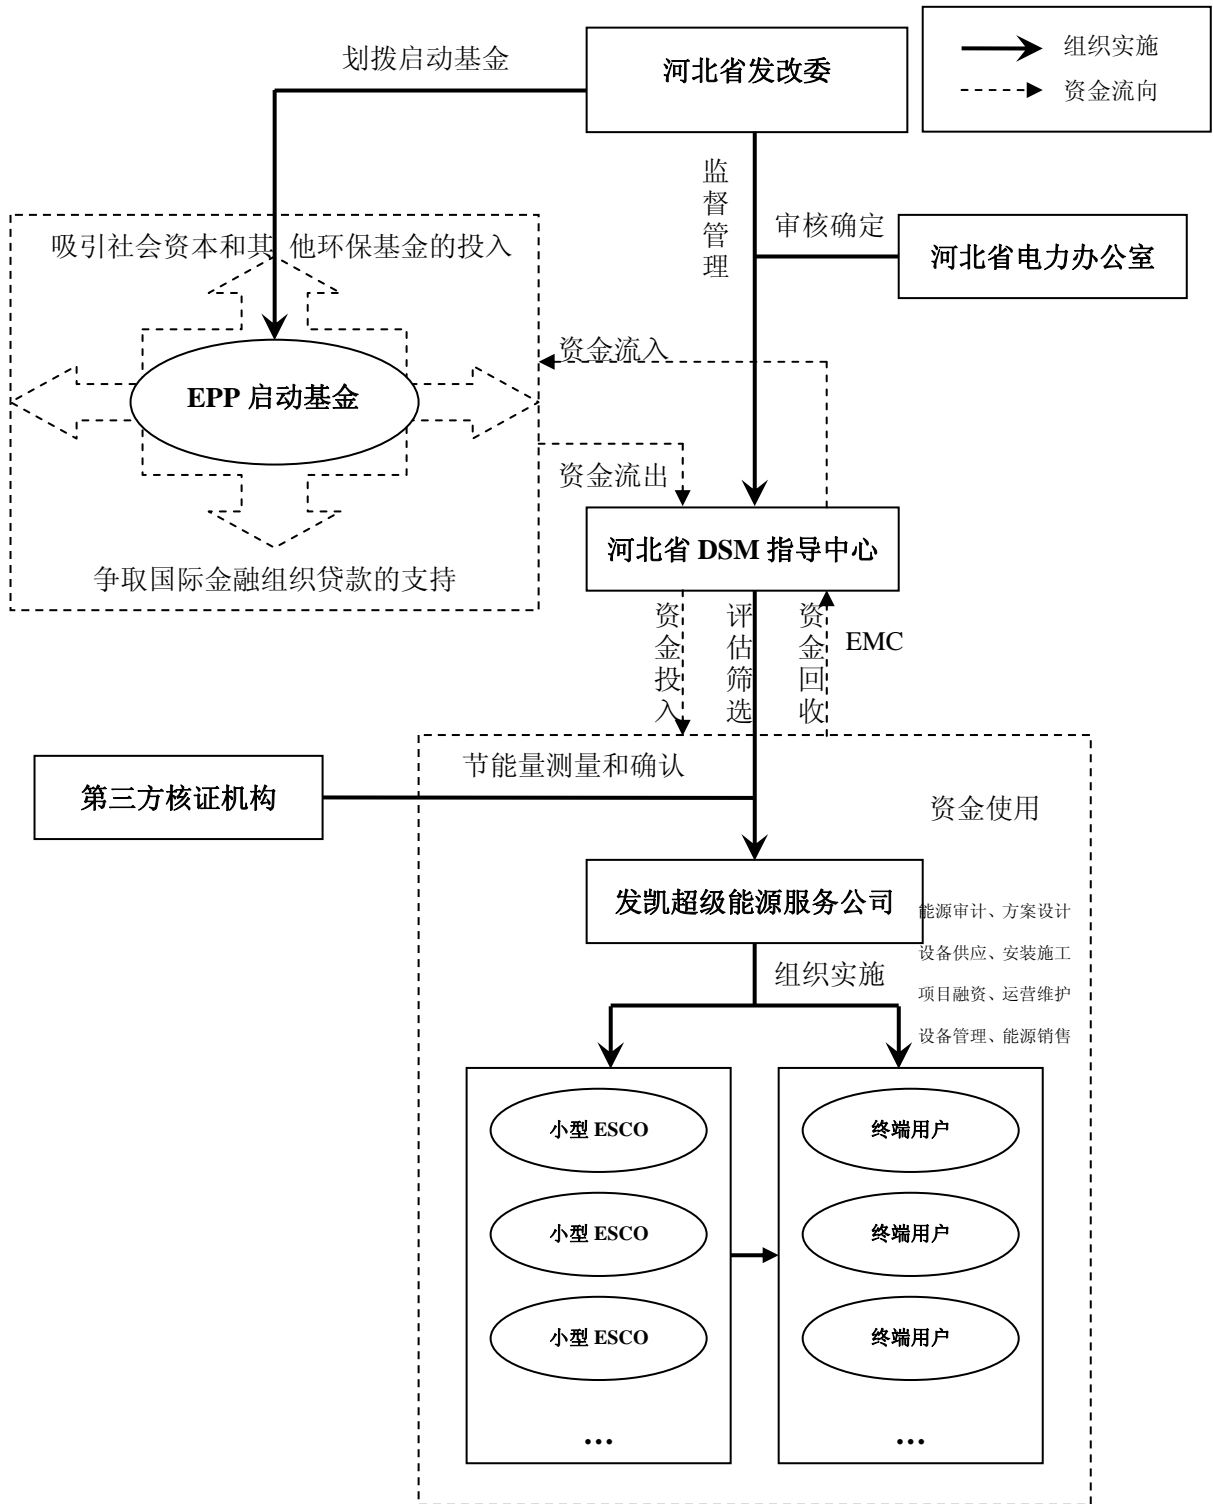 划拨启动基金
河北省发改委
组织实施
资金流向
监督管理
审核确定
河北省电力办公室
吸引社会资本和其 他环保基金的投入
资金流入
EPP 启动基金
资金流出
河北省 DSM 指导中心
争取国际金融组织贷款的支持
资金投入
评估筛选
资金回收
EMC
节能量测量和确认
第三方核证机构
资金使用
发凯超级能源服务公司
能源审计、方案设计
设备供应、安装施工
组织实施
项目融资、运营维护
设备管理、能源销售
小型 ESCO
终端用户
小型 ESCO
终端用户
小型 ESCO
终端用户
…
…